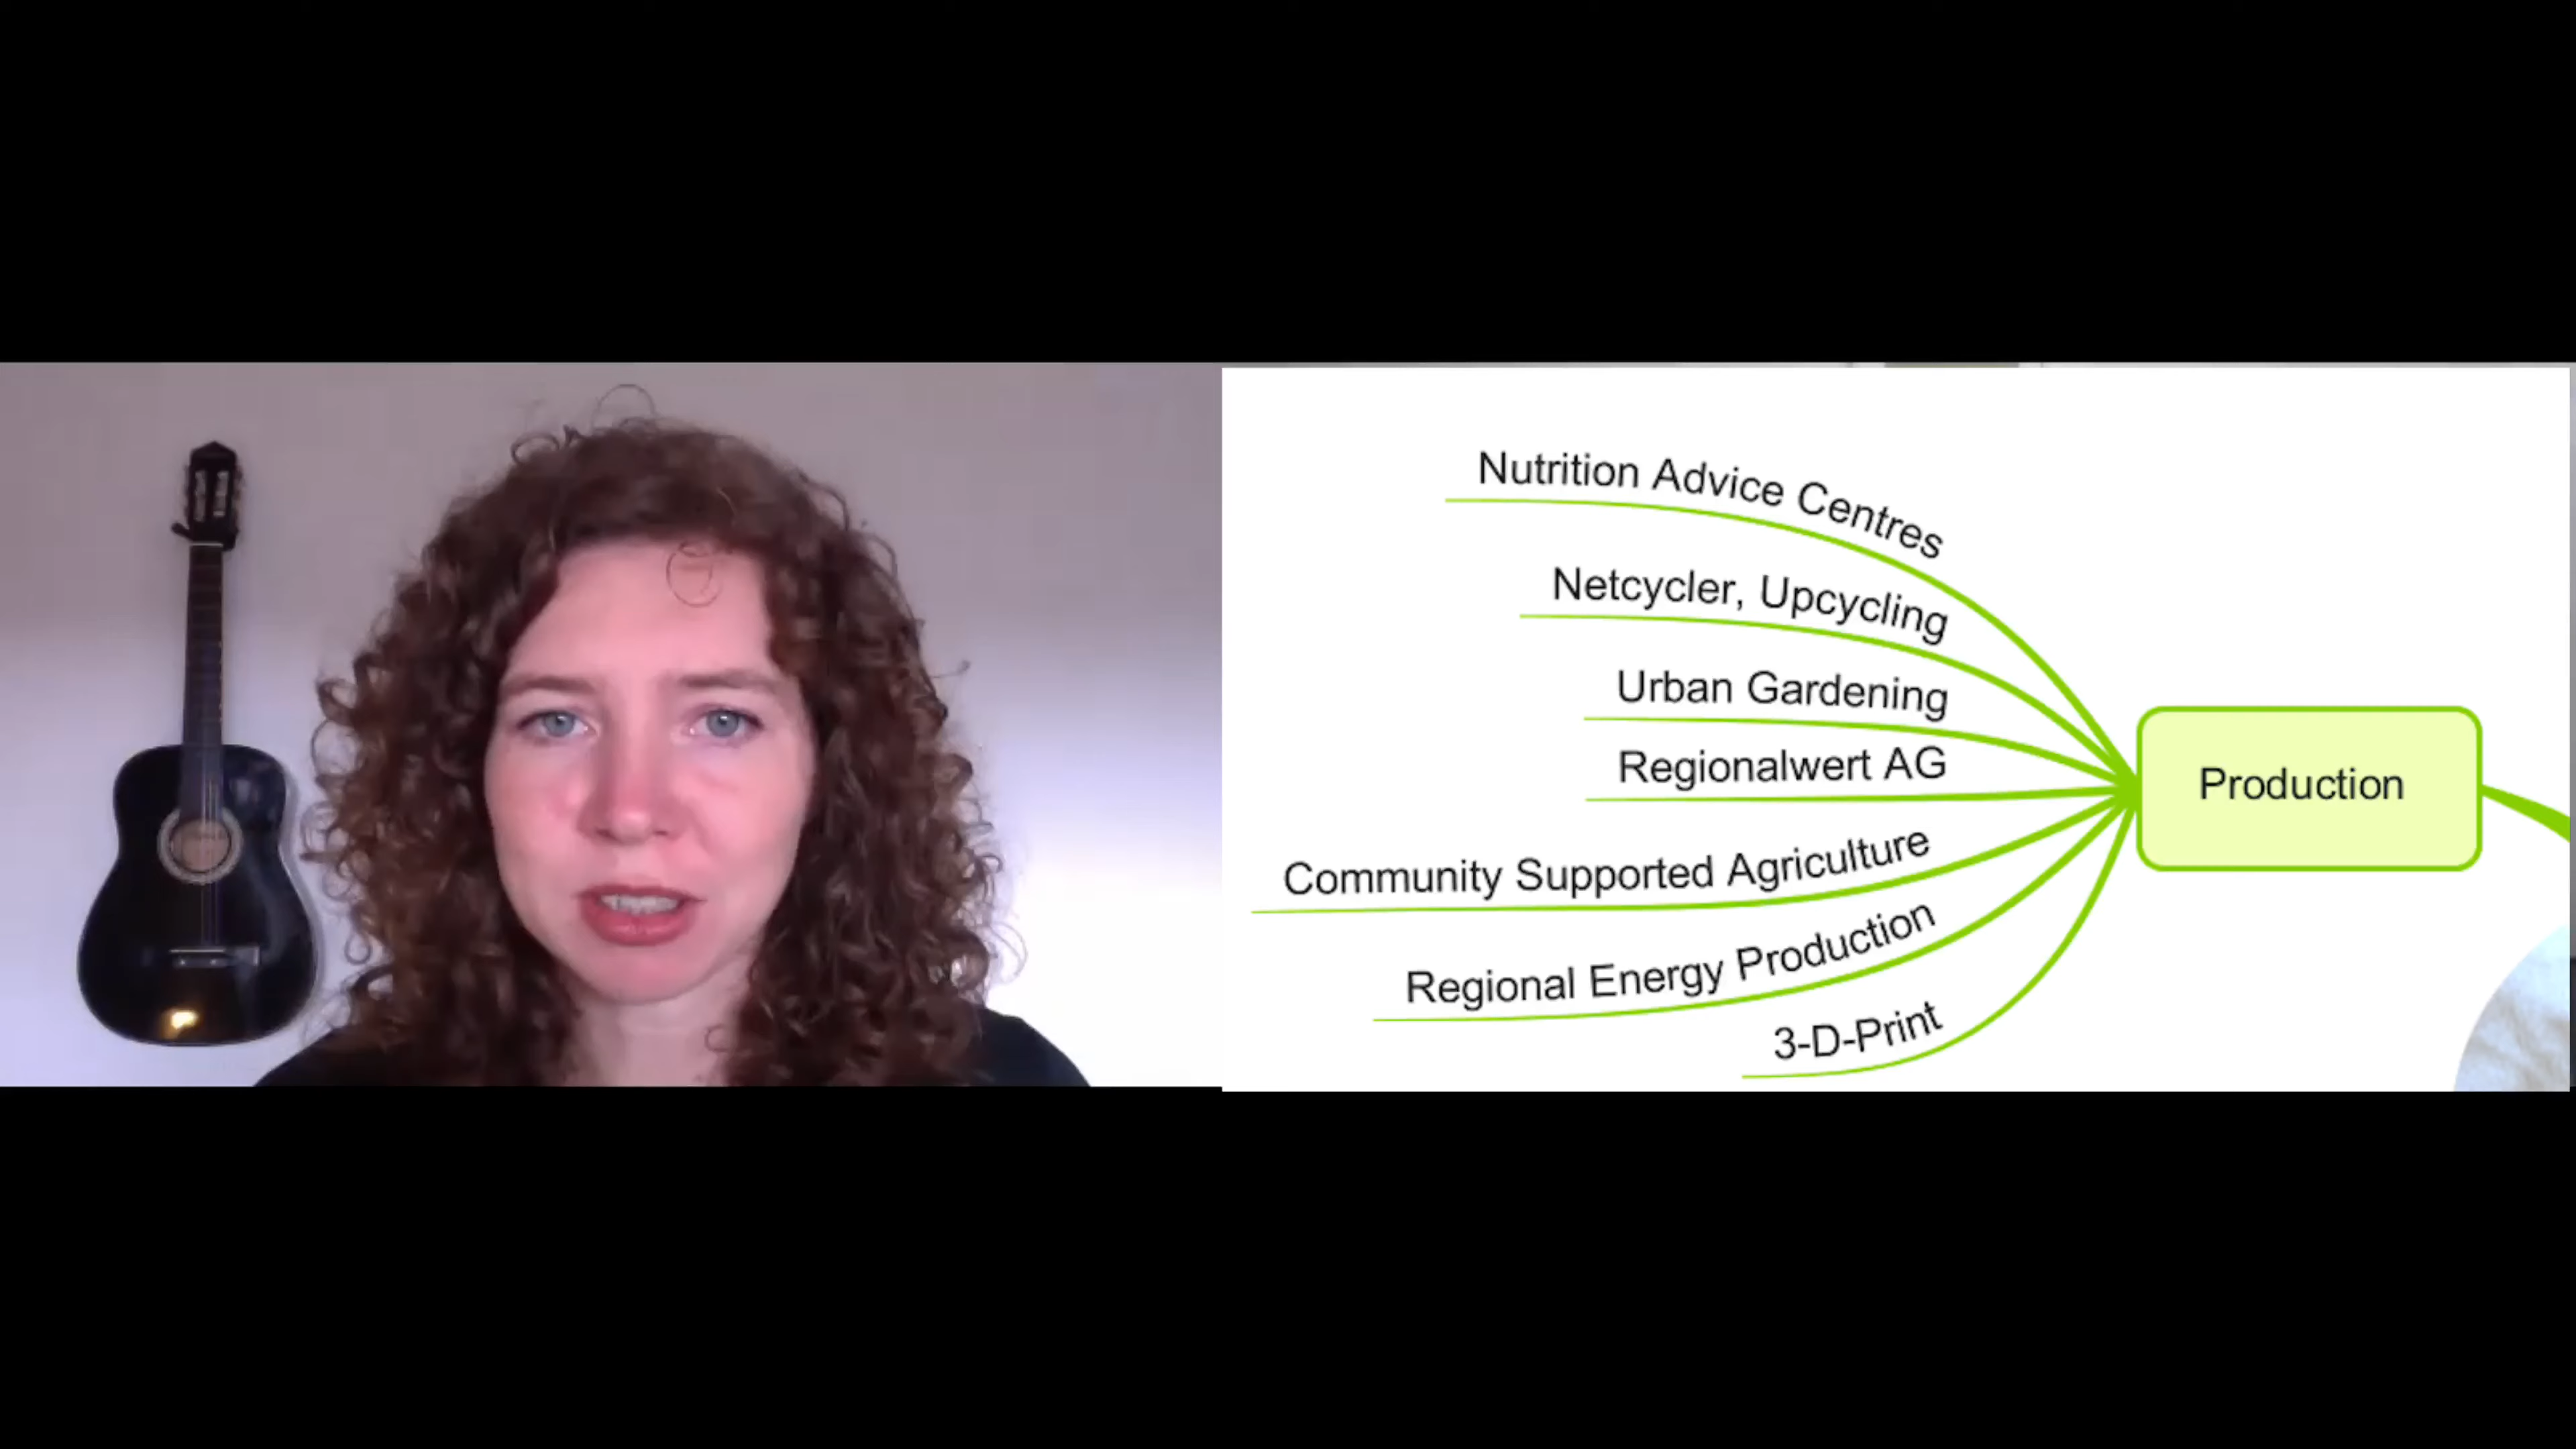 Nutrition Advice Centres
Netcycler, Upcycling
Urban Gardening
Regionalwert AG
Production
Community Supported Agriculture
Regional Energy Production
3-D-Print